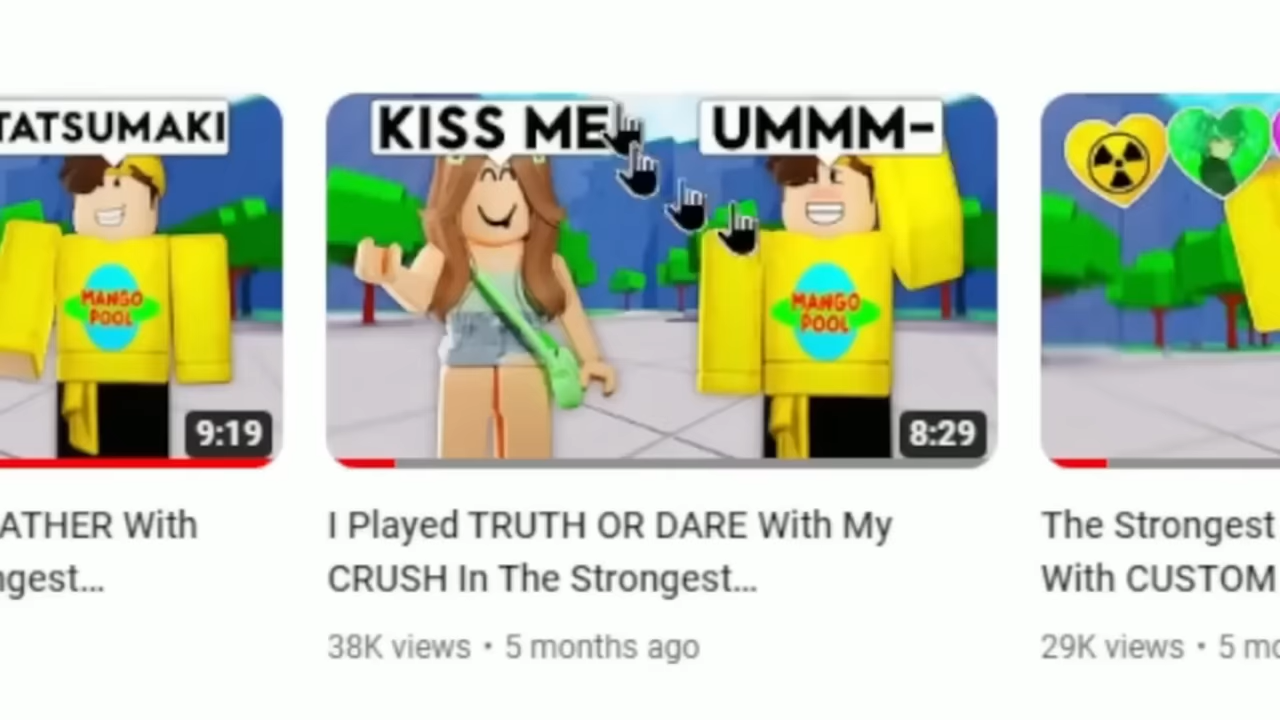 TATSUMAKI
KISS ME
UMMM-
MANGO
POOL
MANGO
POOL
9:19
8:29
ATHER With
ngest...
I Played TRUTH OR DARE With My
CRUSH In The Strongest...
38K views • 5 months ago
The Strongest
With CUSTOM
29K views • 5 mo